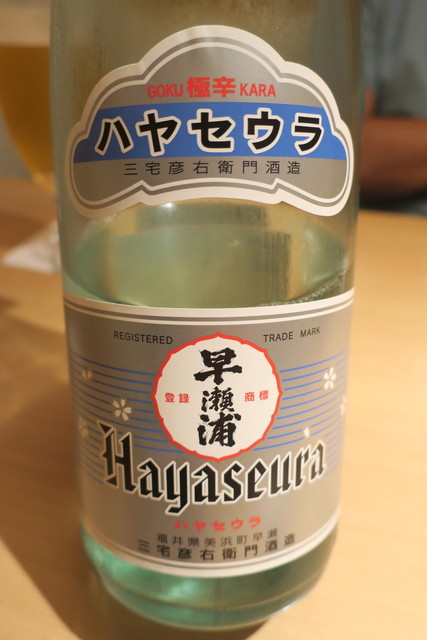 GOKU 極辛 KARA
ハヤセウラ
三宅彦右衛門酒造
REGISTERED TRADE MARK
早瀬浦
登録 商標
Hayaseura
ハヤセウラ
福井県美浜町早瀬
三宅彦右衛門酒造